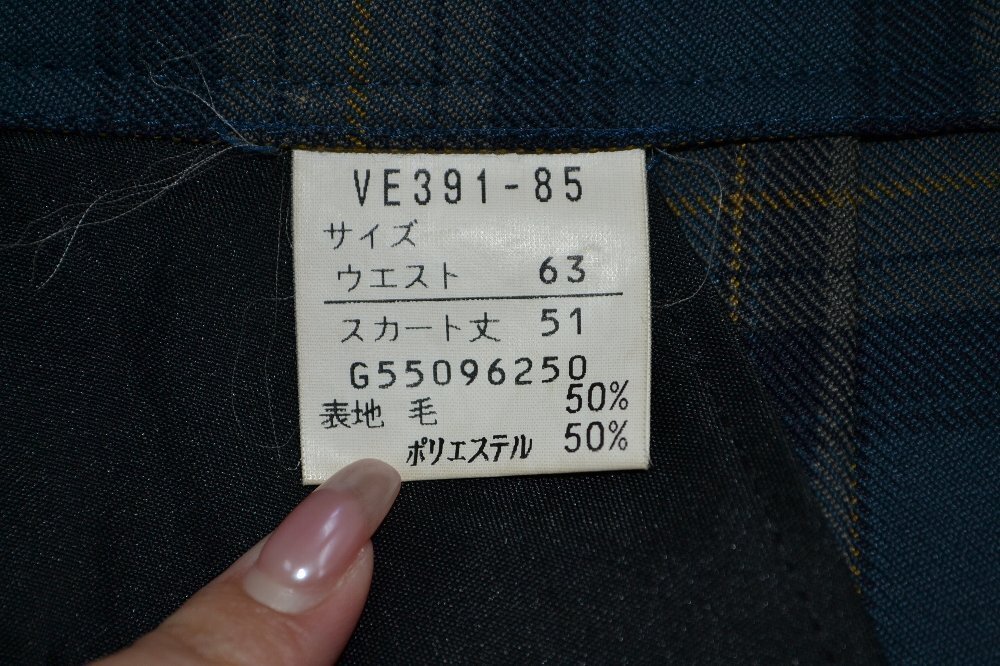 VE391-85
サイズ
ウエスト 63
スカート丈 51
G55096250
表地 毛 50%
ポリエステル 50%